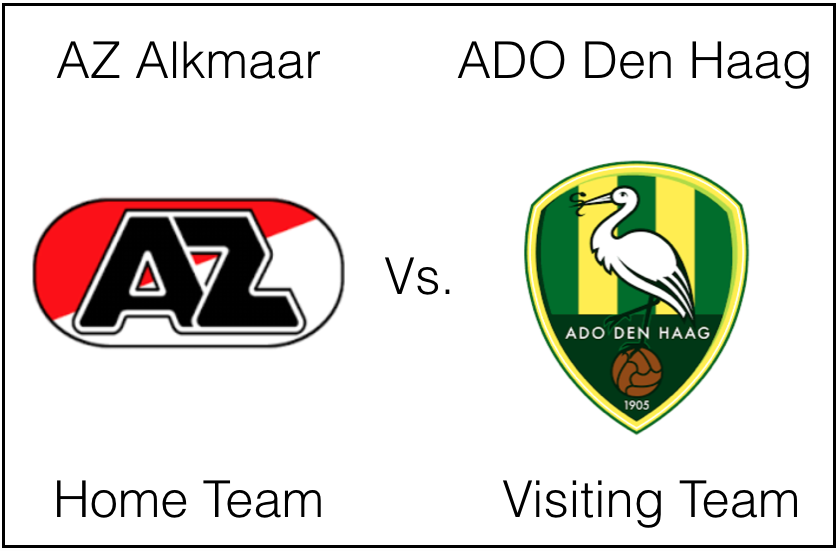 AZ Alkmaar
ADO Den Haag
AZ
Vs.
ADO DEN HAAG
1905
Home Team
Visiting Team